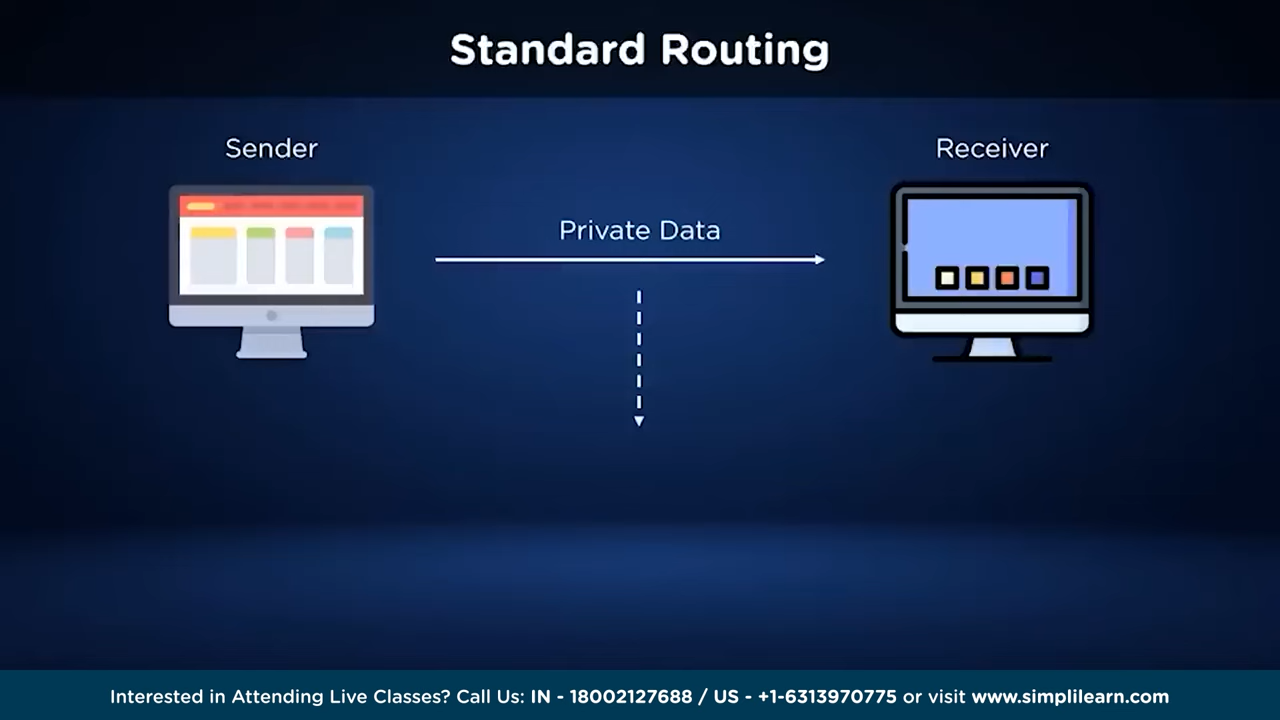 Standard Routing
Sender
Receiver
Private Data
Interested in Attending Live Classes? Call Us: IN - 18002127688 / US - +1-6313970775 or visit www.simplilearn.com